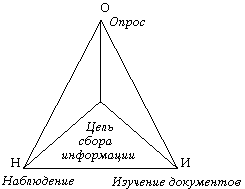 О
Опрос
Цель
сбора
информации
Н И
Наблюдение Изучение документов